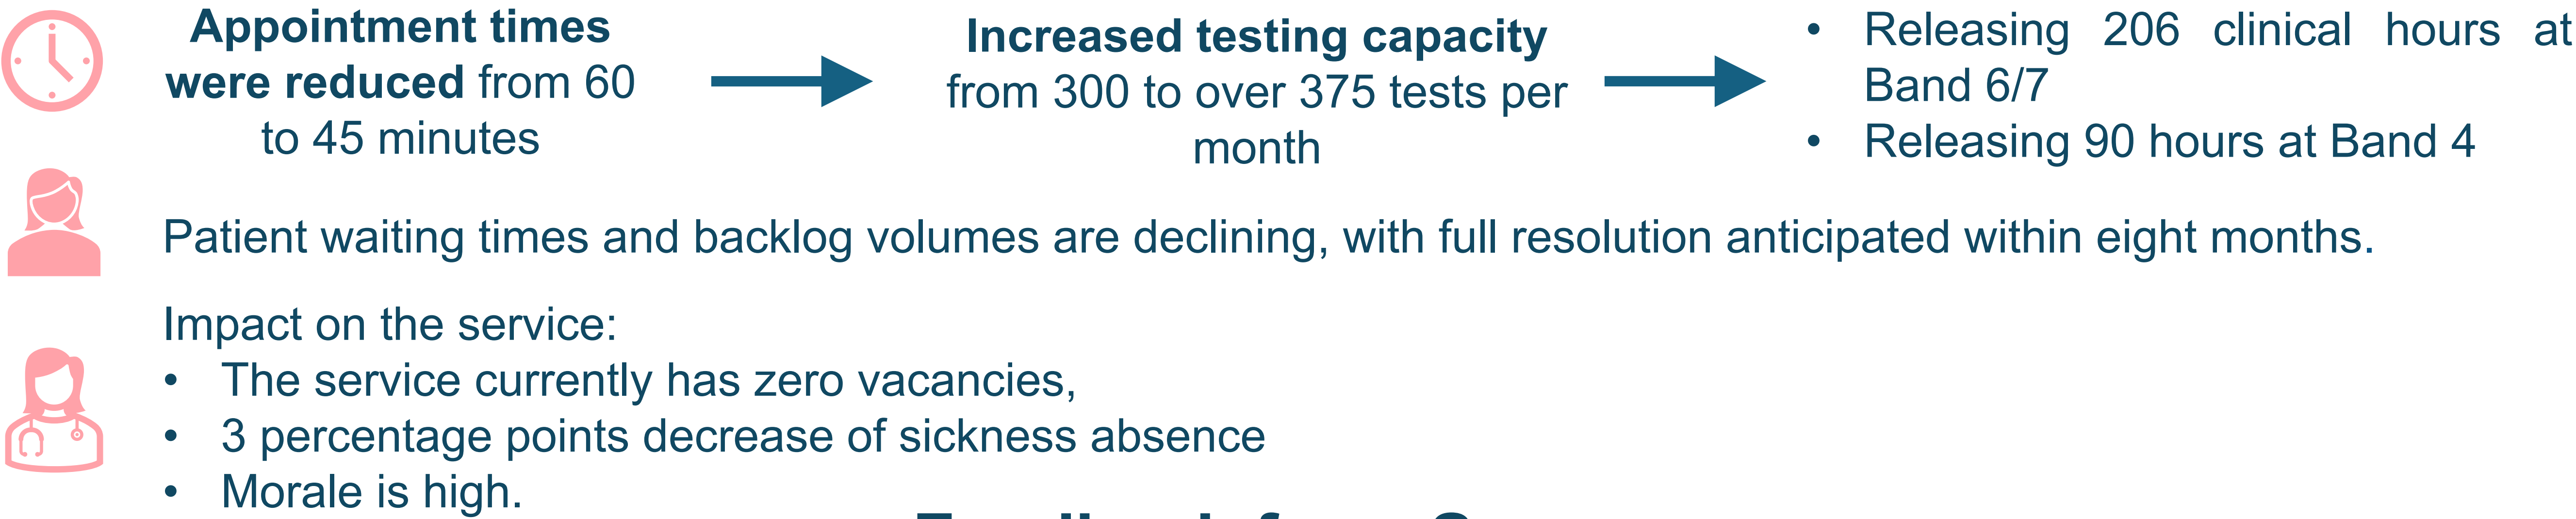 Appointment times
were reduced from 60
to 45 minutes
Increased testing capacity
from 300 to over 375 tests per
month
• Releasing 206 clinical hours at
Band 6/7
• Releasing 90 hours at Band 4
Patient waiting times and backlog volumes are declining, with full resolution anticipated within eight months.
Impact on the service:
• The service currently has zero vacancies,
• 3 percentage points decrease of sickness absence
• Morale is high.